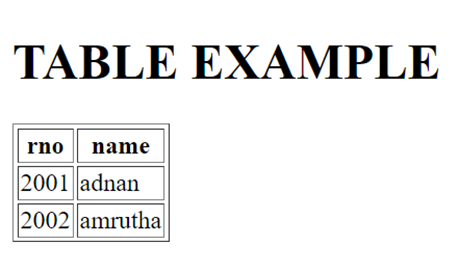 TABLE EXAMPLE
rno name
2001 adnan
2002 amrutha